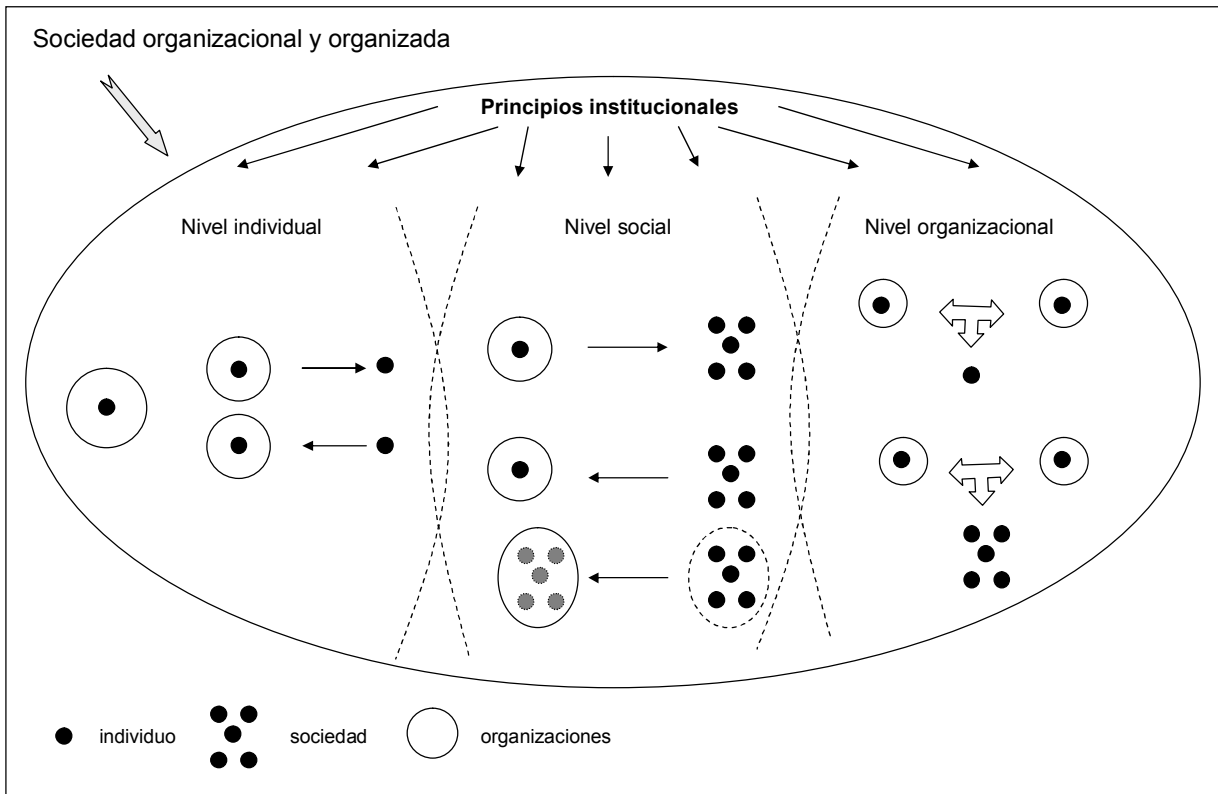 Sociedad organizacional y organizada
Principios institucionales
Nivel individual
Nivel social
Nivel organizacional
individuo
sociedad
organizaciones